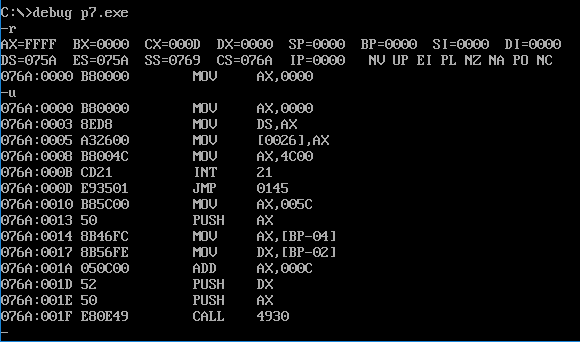 C:\>debug p7.exe
-r
AX=FFFF  BX=0000  CX=000D  DX=0000  SP=0000  BP=0000  SI=0000  DI=0000
DS=075A  ES=075A  SS=0769  CS=076A  IP=0000   NV UP EI PL NZ NA PO NC
076A:0000 B80000        MOV     AX,0000
-u
076A:0000 B80000        MOV     AX,0000
076A:0003 8ED8          MOV     DS,AX
076A:0005 A32600        MOV     [0026],AX
076A:0008 B8004C        MOV     AX,4C00
076A:000B CD21          INT     21
076A:000D E93501        JMP     0145
076A:0010 B85C00        MOV     AX,005C
076A:0013 50            PUSH    AX
076A:0014 8B46FC        MOV     AX,[BP-04]
076A:0017 8B56FE        MOV     DX,[BP-02]
076A:001A 050C00        ADD     AX,000C
076A:001D 52            PUSH    DX
076A:001E 50            PUSH    AX
076A:001F E80E49        CALL    4930
-